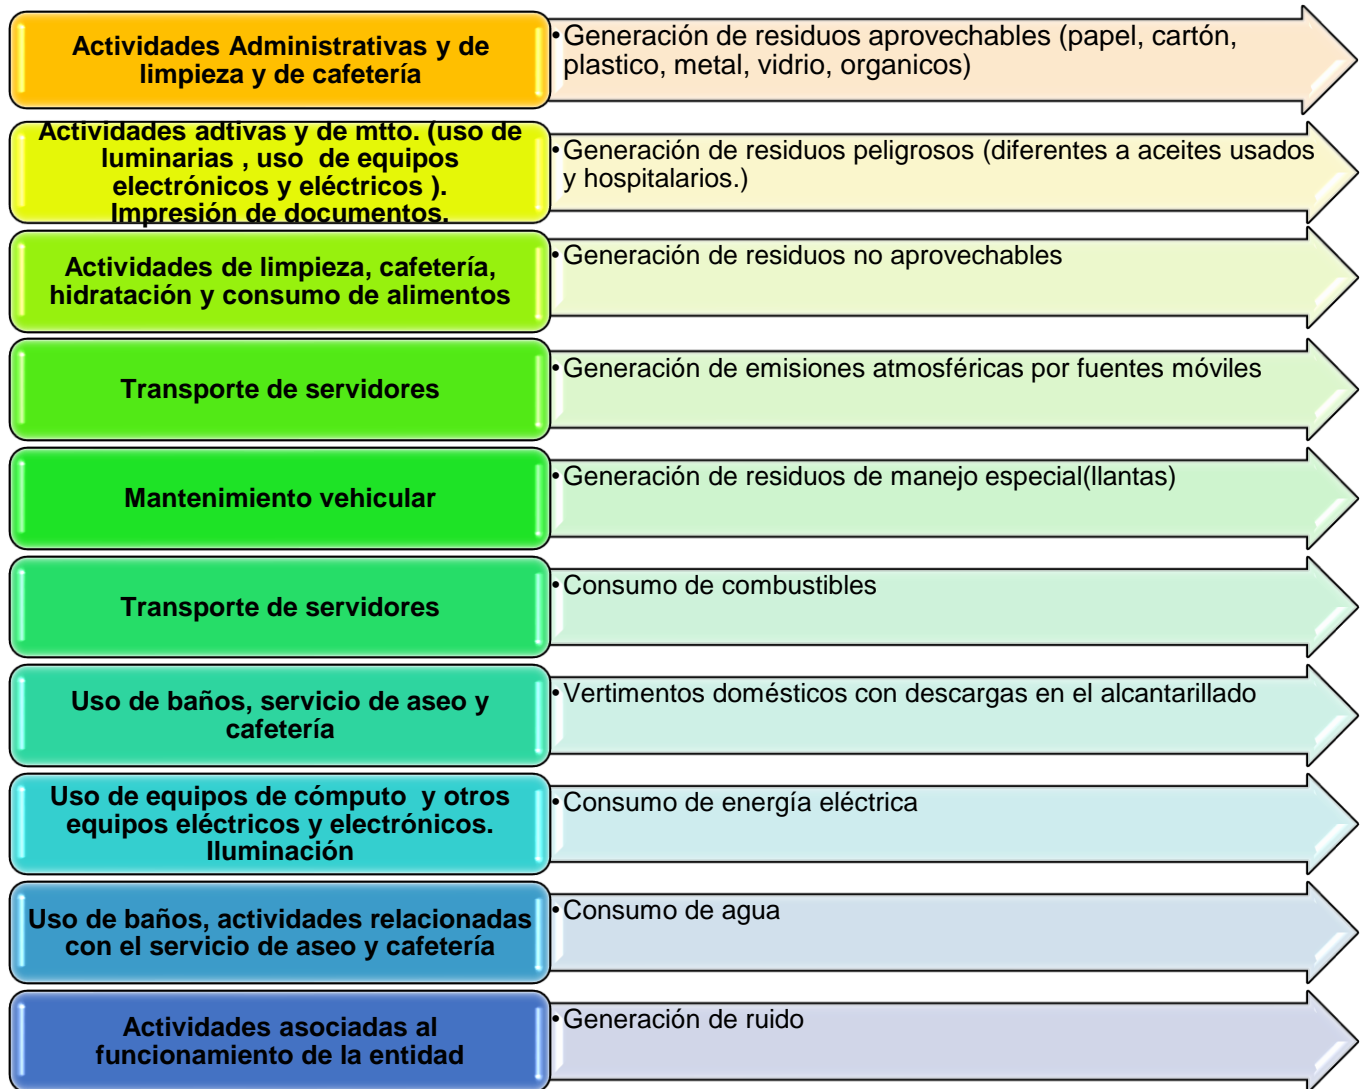 Actividades Administrativas y de
limpieza y de cafetería
•Generación de residuos aprovechables (papel, cartón,
plastico, metal, vidrio, organicos)
Actividades adtivas y de mtto. (uso de
luminarias , uso de equipos
electrónicos y eléctricos ).
Impresión de documentos.
•Generación de residuos peligrosos (diferentes a aceites usados
y hospitalarios.)
Actividades de limpieza, cafetería,
hidratación y consumo de alimentos
•Generación de residuos no aprovechables
Transporte de servidores
•Generación de emisiones atmosféricas por fuentes móviles
Mantenimiento vehicular
•Generación de residuos de manejo especial(llantas)
Transporte de servidores
•Consumo de combustibles
Uso de baños, servicio de aseo y
cafetería
•Vertimentos domésticos con descargas en el alcantarillado
Uso de equipos de cómputo y otros
equipos eléctricos y electrónicos.
Iluminación
•Consumo de energía eléctrica
Uso de baños, actividades relacionadas
con el servicio de aseo y cafetería
•Consumo de agua
Actividades asociadas al
funcionamiento de la entidad
•Generación de ruido